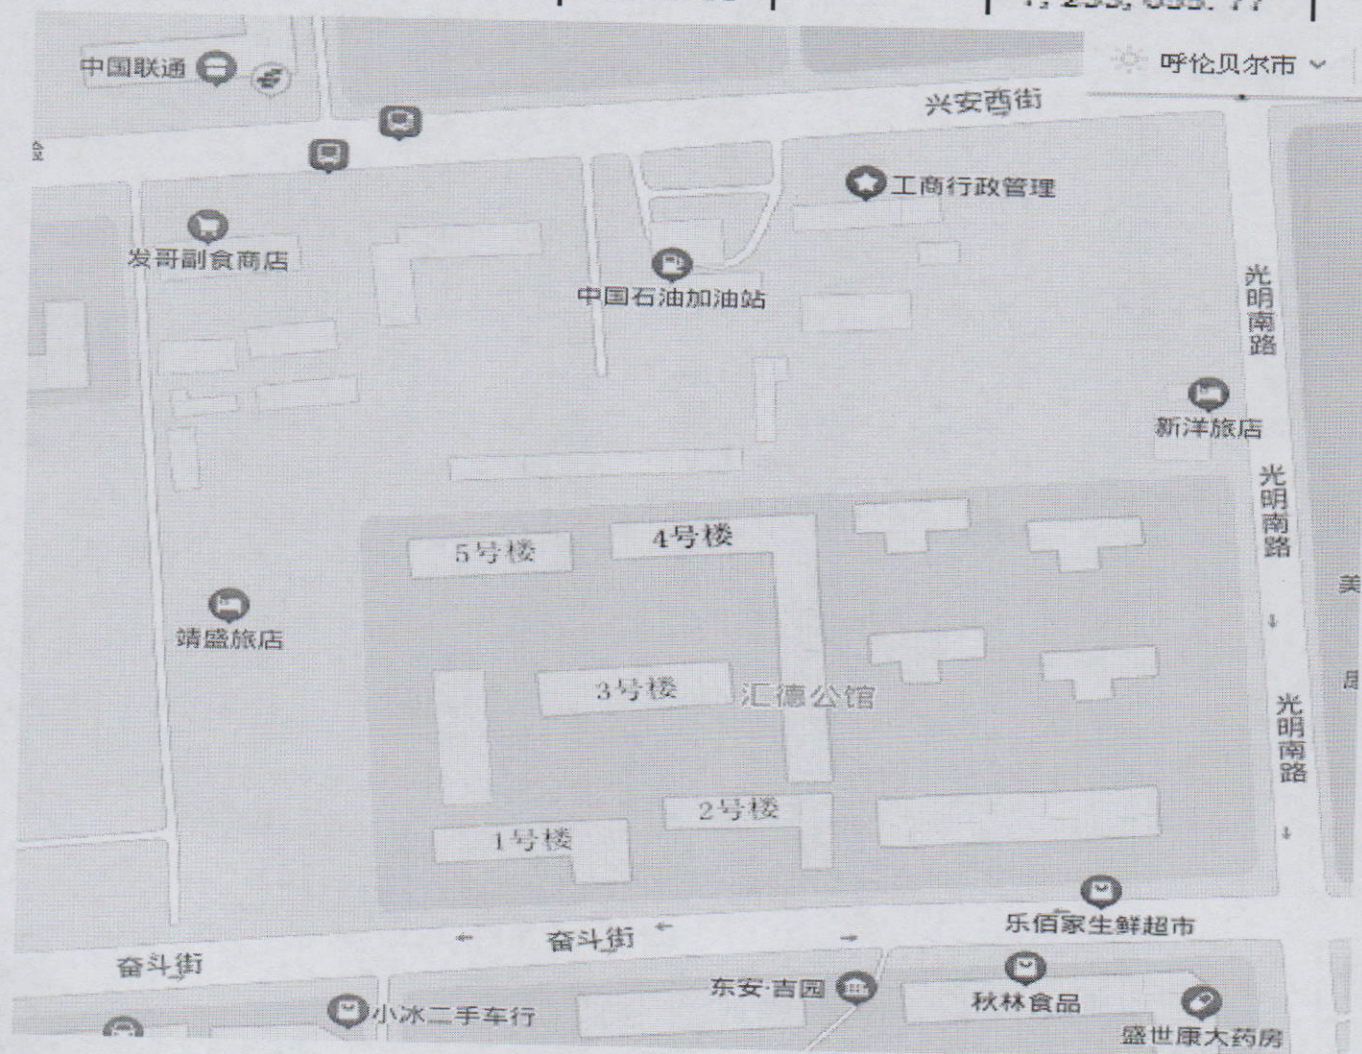 中国联通
呼伦贝尔市
兴安西街
工商行政管理
发哥副食商店
中国石油加油站
光明南路
新洋旅店
光明南路
5号楼
4号楼
靖盛旅店
美
3号楼
汇德公馆
光明南路
2号楼
1号楼
乐佰家生鲜超市
奋斗街
奋斗街
东安·吉园
秋林食品
小冰二手车行
盛世康大药房